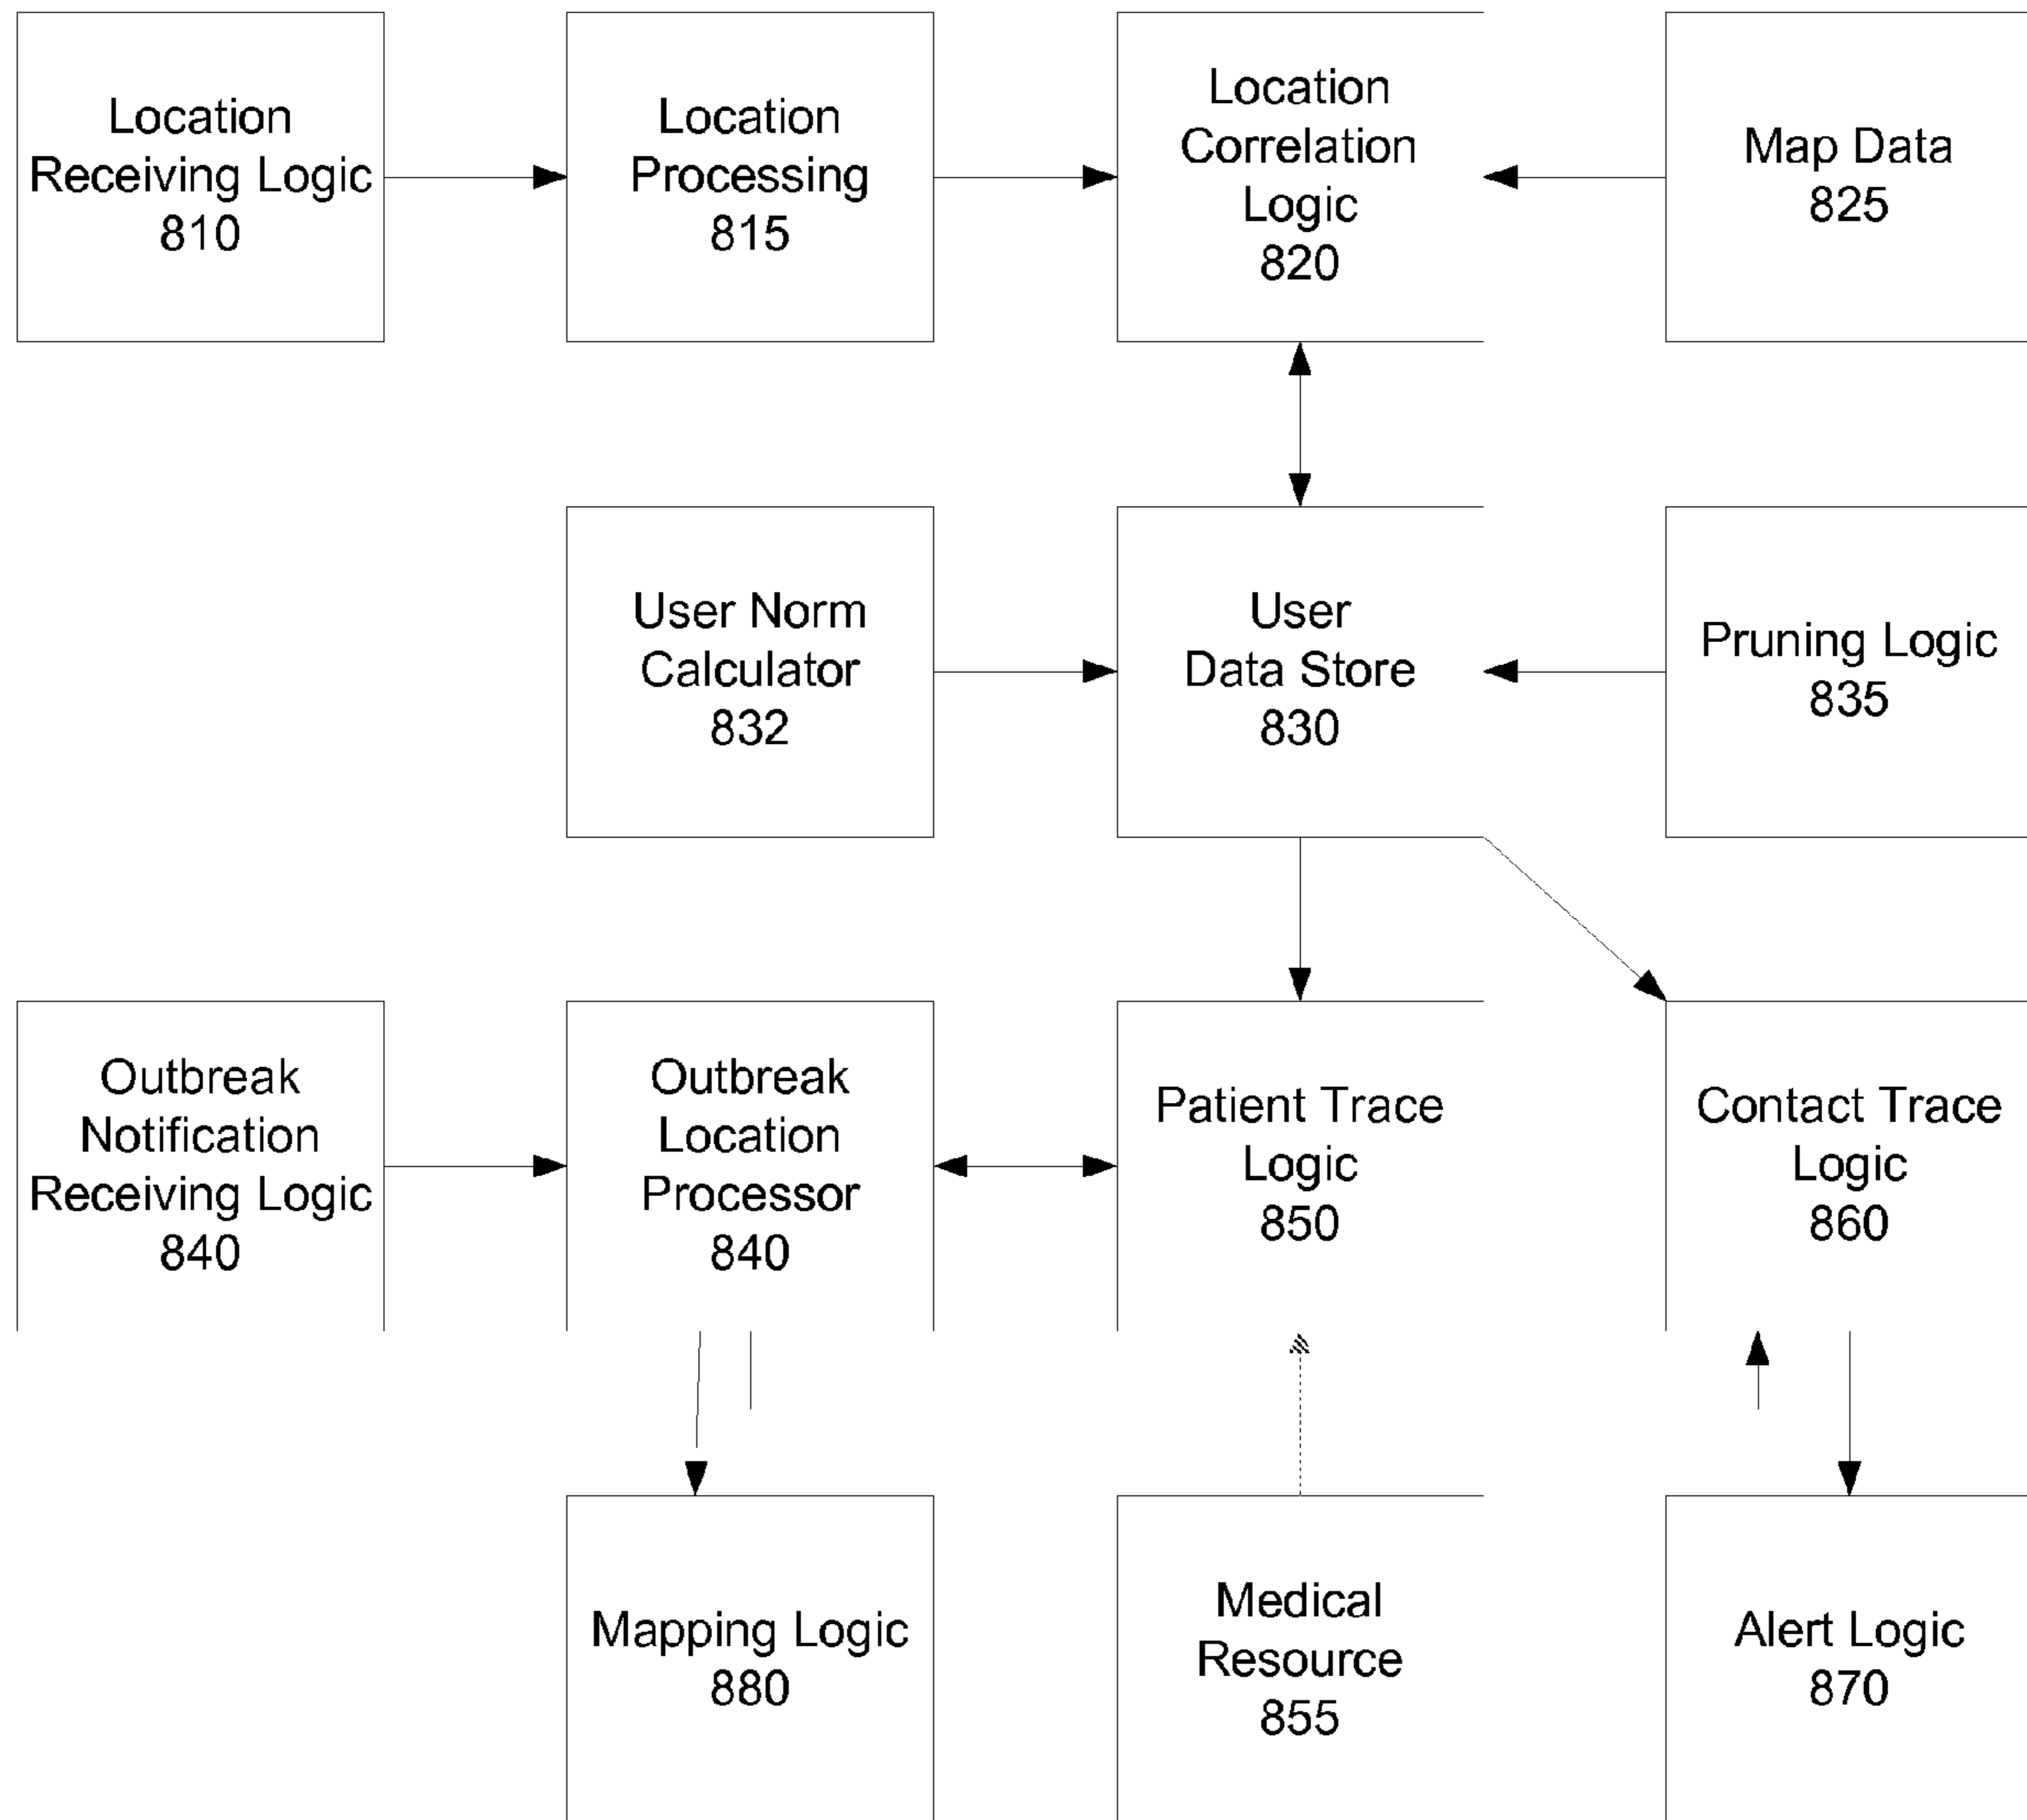 Location
Receiving Logic
810
Location
Processing
815
Location
Correlation
Logic
820
Map Data
825
User Norm
Calculator
832
User
Data Store
830
Pruning Logic
835
Outbreak
Notification
Receiving Logic
840
Outbreak
Location
Processor
840
Patient Trace
Logic
850
Contact Trace
Logic
860
Mapping Logic
880
Medical
Resource
855
Alert Logic
870